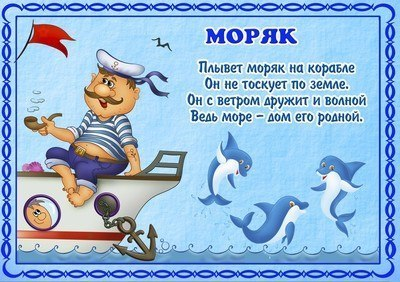 МОРЯК
Плывет моряк на корабле
Он не тоскует по земле.
Он с ветром дружит и волной
Ведь море – дом его родной.